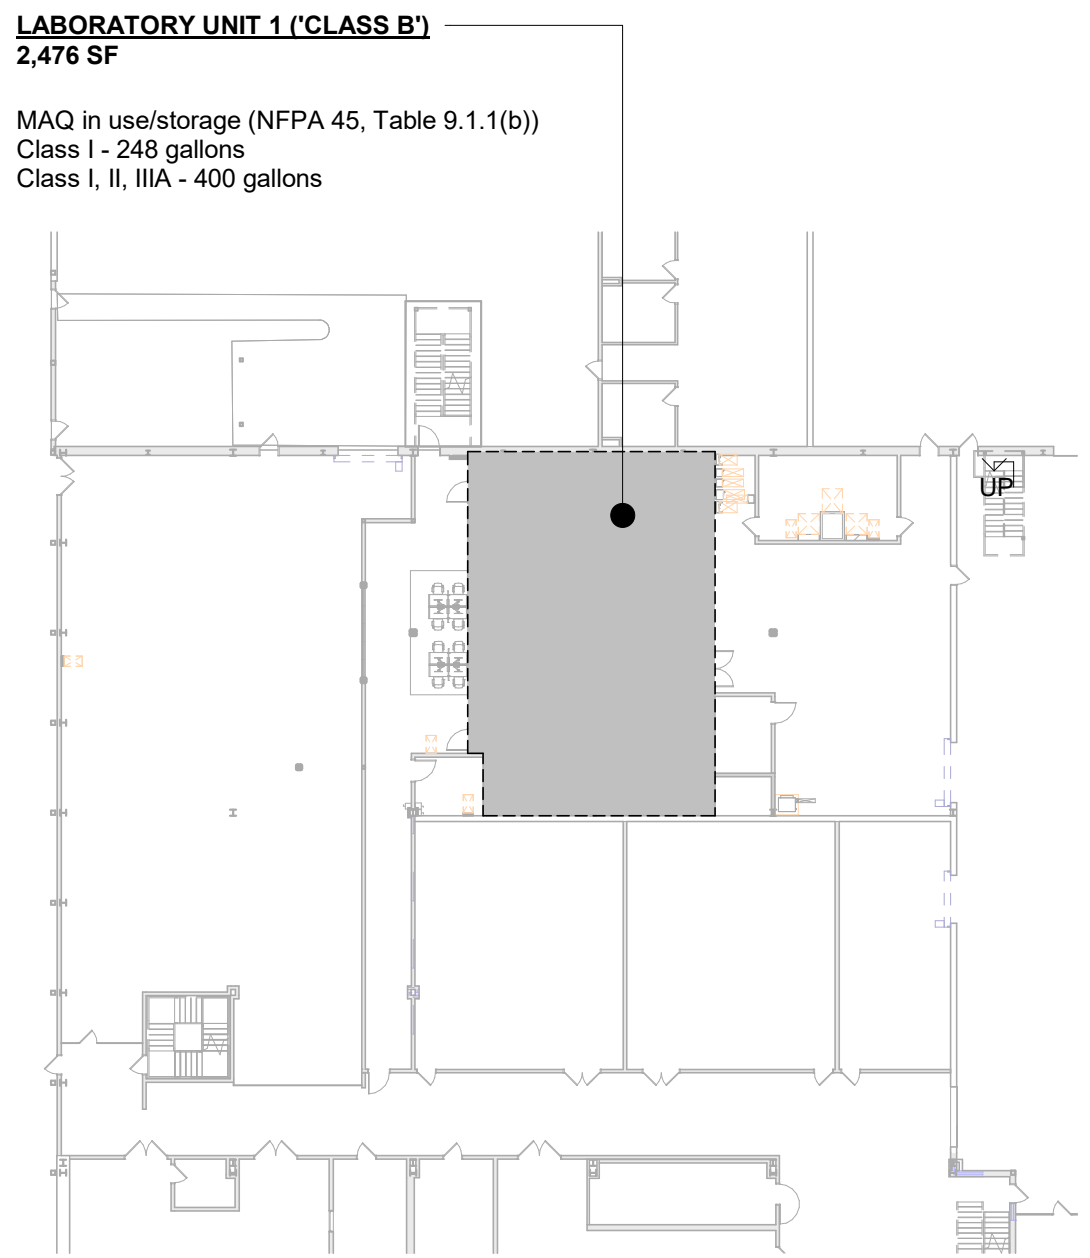 LABORATORY UNIT 1 ('CLASS B')
2,476 SF
MAQ in use/storage (NFPA 45, Table 9.1.1(b))
Class I - 248 gallons
Class I, II, IIIA - 400 gallons
UP